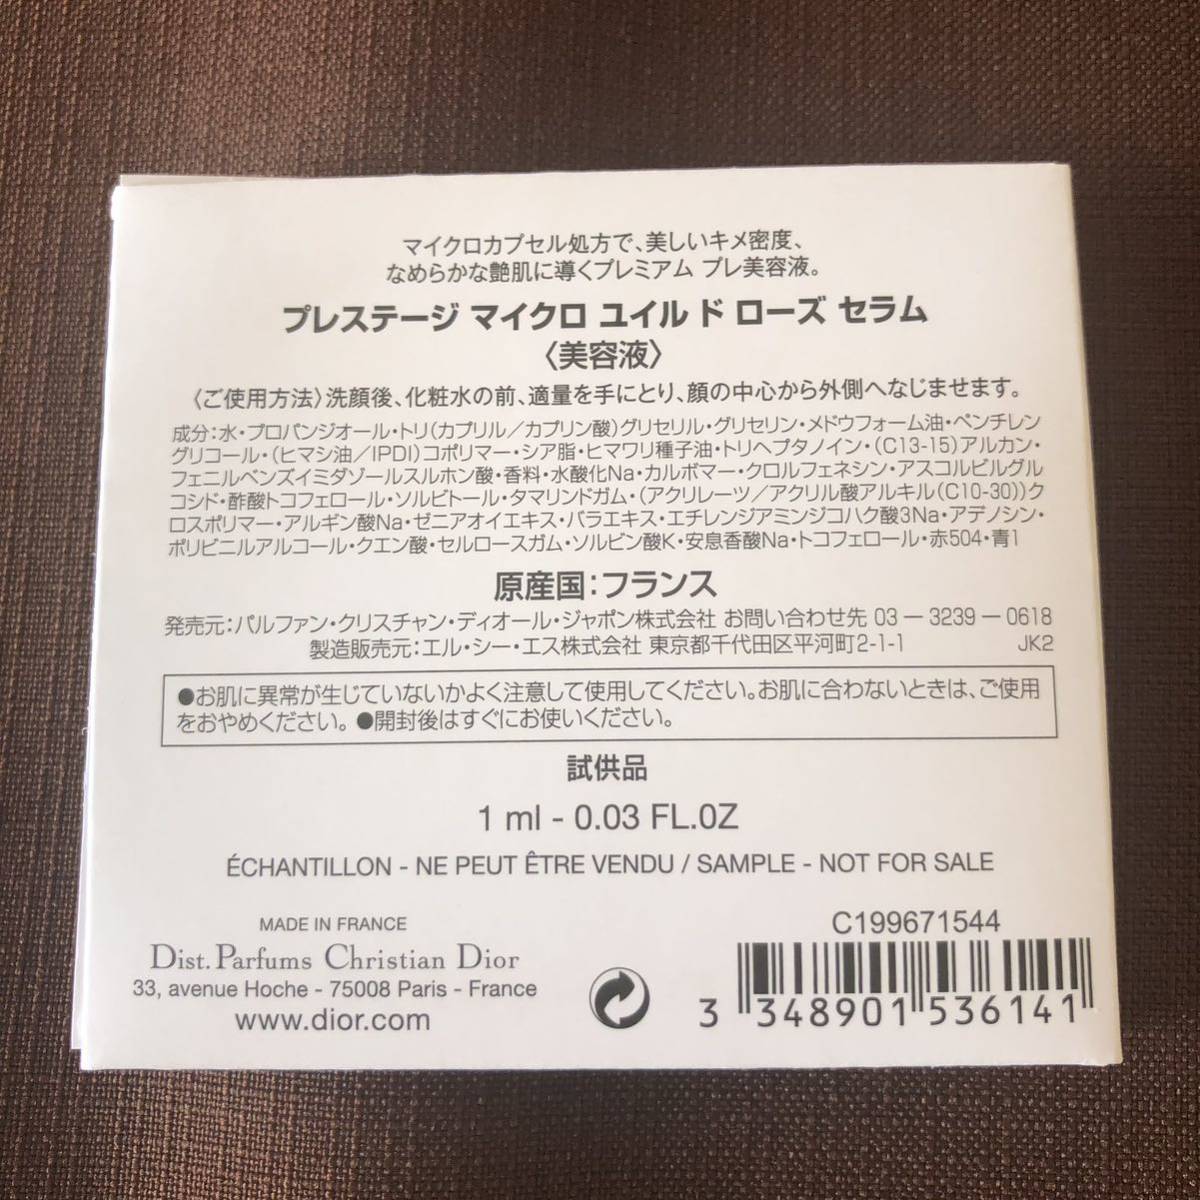 マイクロカプセル処方で、美しいキメ密度、
なめらかな艶肌に導くプレミアム プレ美容液。
プレステージ マイクロ ユイル ド ローズ セラム
〈美容液〉
〈ご使用方法〉洗顔後、化粧水の前、適量を手にとり、顔の中心から外側へなじませます。
成分:水・プロパンジオール・トリ(カプリル/カプリン酸)グリセリル・グリセリン・メドウフォーム油・ペンチレン
グリコール・(ヒマシ油/IPDI)コポリマー・シア脂・ヒマワリ種子油・トリヘプタノイン・(C13-15)アルカン・
フェニルベンズイミダゾールスルホン酸・香料・水酸化Na・カルボマー・クロルフェネシン・アスコルビルグル
コシド・酢酸トコフェロール・ソルビトール・タマリンドガム・(アクリレーツ/アクリル酸アルキル(C10-30))ク
ロスポリマー・アルギン酸Na・ゼニアオイエキス・バラエキス・エチレンジアミンジコハク酸3Na・アデノシン・
ポリビニルアルコール・クエン酸・セルロースガム・ソルビン酸K・安息香酸Na・トコフェロール・赤504・青1
原産国:フランス
発売元:パルファン・クリスチャン・ディオール・ジャポン株式会社 お問い合わせ先 03-3239-0618
製造販売元:エル・シー・エス株式会社 東京都千代田区平河町2-1-1 JK2
●お肌に異常が生じていないかよく注意して使用してください。お肌に合わないときは、ご使用
をおやめください。●開封後はすぐにお使いください。
試供品
1 ml - 0.03 FL.OZ
ÉCHANTILLON - NE PEUT ÊTRE VENDU / SAMPLE - NOT FOR SALE
MADE IN FRANCE
Dist. Parfums Christian Dior
33, avenue Hoche - 75008 Paris - France
www.dior.com
C199671544
3 348901 536141